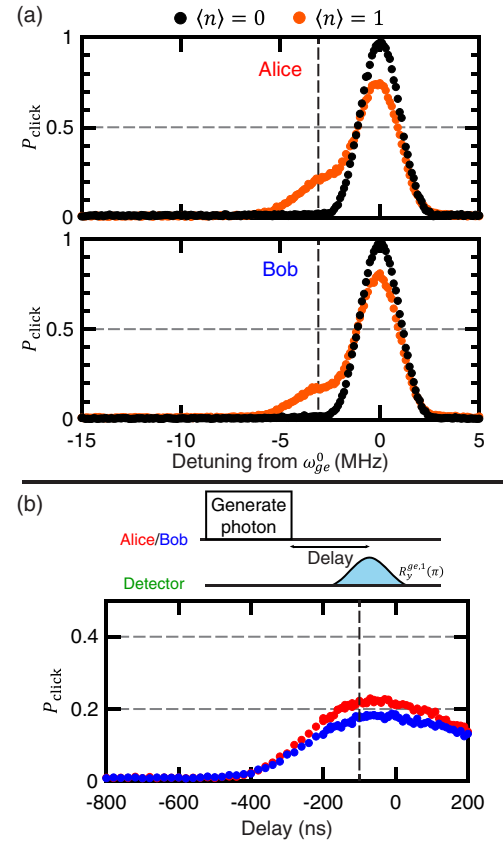 (a)
● ⟨n⟩ = 0 ● ⟨n⟩ = 1
1
Alice
P_click
0.5
0
1
Bob
P_click
0.5
0
-15 -10 -5 0 5
Detuning from ω_ge^0 (MHz)
(b)
Generate
photon
Alice/Bob
Delay
R_y^{ge,1}(π)
Detector
0.4
P_click
0.2
0
-800 -600 -400 -200 0 200
Delay (ns)